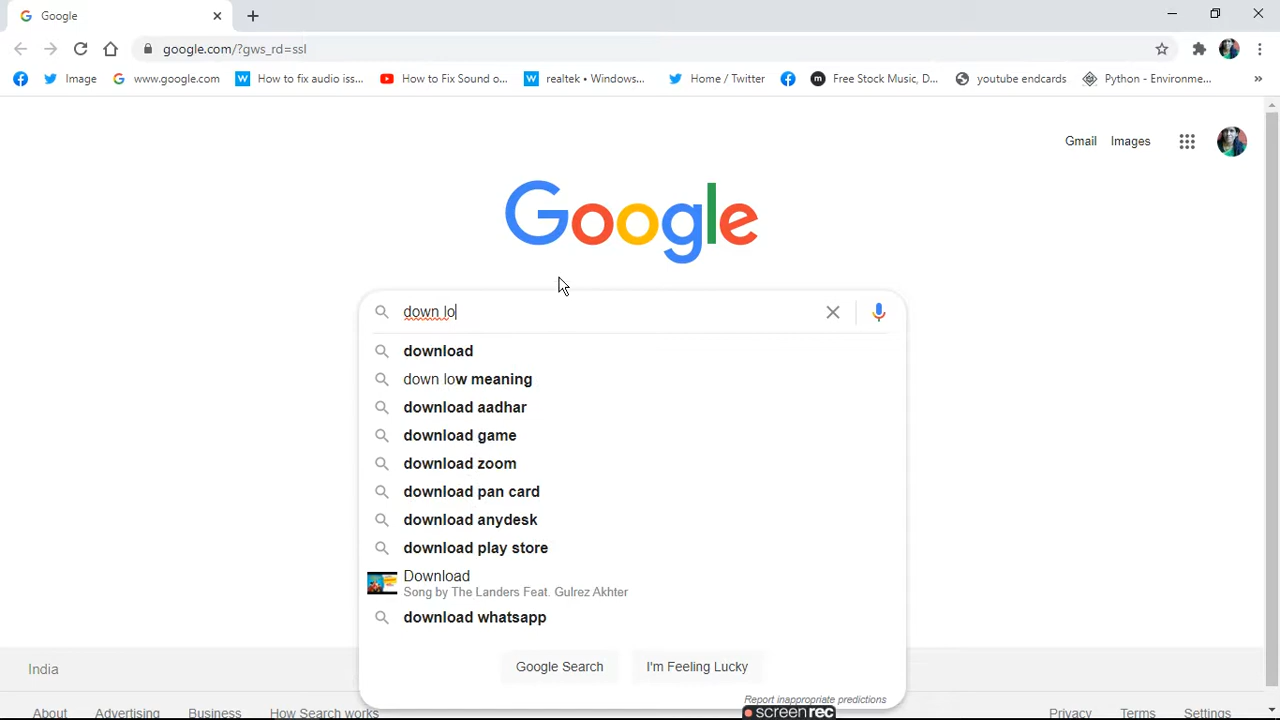 Google
google.com/?gws_rd=ssl
Image
www.google.com
How to fix audio iss...
How to Fix Sound o...
realtek • Windows...
Home / Twitter
Free Stock Music, D...
youtube endcards
Python - Environme...
»
Gmail Images
Google
down lo
download
down low meaning
download aadhar
download game
download zoom
download pan card
download anydesk
download play store
Download
Song by The Landers Feat. Gulrez Akhter
download whatsapp
Google Search I'm Feeling Lucky
Report inappropriate predictions
India
About Advertising Business How Search works Privacy Terms Settings
screenrec